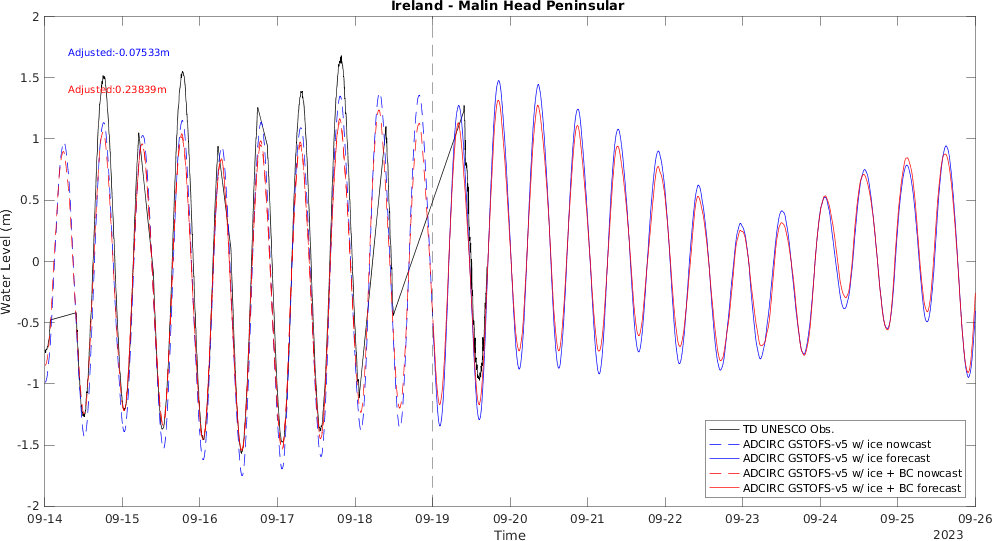 Ireland - Malin Head Peninsular
2
1.5
1
0.5
0
-0.5
-1
-1.5
-2
Water Level (m)
Adjusted:-0.07533m
Adjusted:0.23839m
TD UNESCO Obs.
ADCIRC GSTOFS-v5 w/ ice nowcast
ADCIRC GSTOFS-v5 w/ ice forecast
ADCIRC GSTOFS-v5 w/ ice + BC nowcast
ADCIRC GSTOFS-v5 w/ ice + BC forecast
09-14 09-15 09-16 09-17 09-18 09-19 09-20 09-21 09-22 09-23 09-24 09-25 09-26
Time
2023